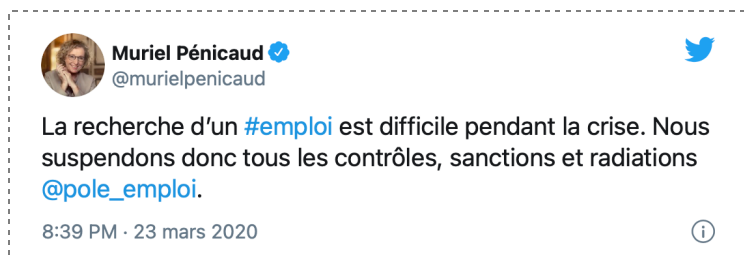 Muriel Pénicaud
@murielpenicaud
La recherche d’un #emploi est difficile pendant la crise. Nous
suspendons donc tous les contrôles, sanctions et radiations
@pole_emploi.
8:39 PM · 23 mars 2020